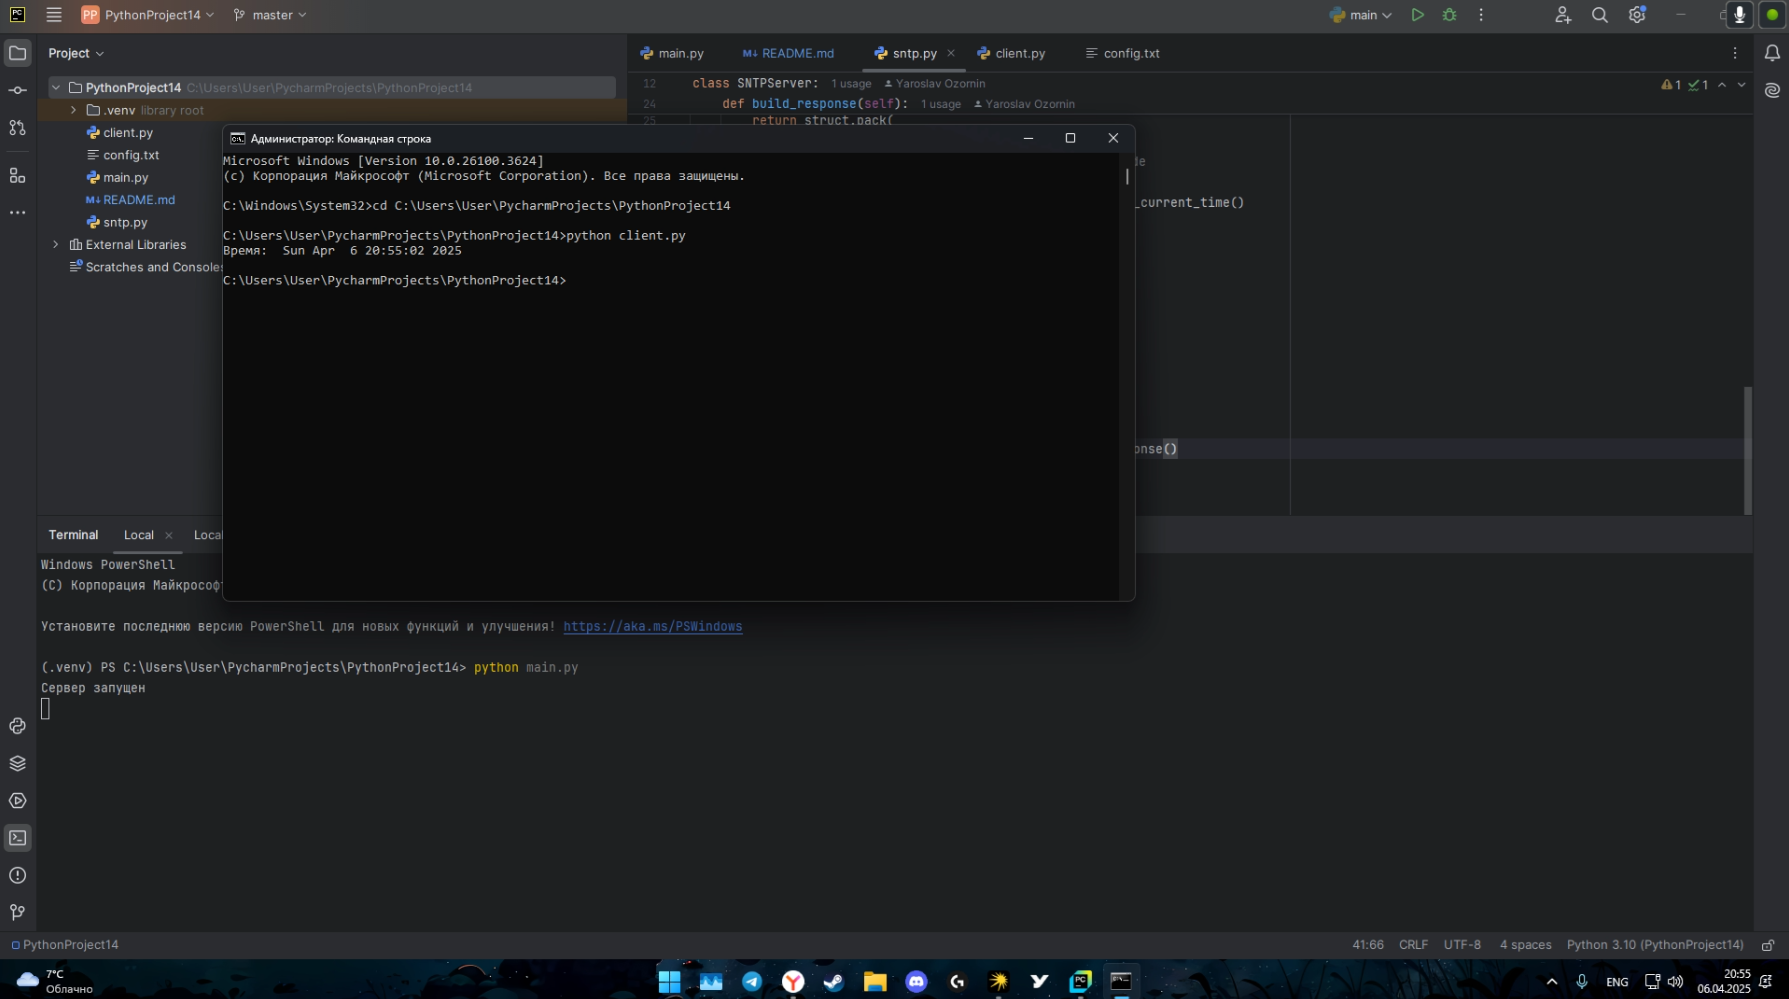 PC
PP PythonProject14
master
main
Project
main.py
M↓ README.md
sntp.py
client.py
config.txt
PythonProject14 C:\Users\User\PycharmProjects\PythonProject14
.venv library root
client.py
config.txt
main.py
M↓ README.md
sntp.py
External Libraries
Scratches and Consoles
12 class SNTPServer: 1 usage Yaroslav Ozornin
1 1
24 def build_response(self): 1 usage Yaroslav Ozornin
25 return struct.pack(
de
_current_time()
onse()
Администратор: Командная строка
Microsoft Windows [Version 10.0.26100.3624]
(c) Корпорация Майкрософт (Microsoft Corporation). Все права защищены.
C:\Windows\System32>cd C:\Users\User\PycharmProjects\PythonProject14
C:\Users\User\PycharmProjects\PythonProject14>python client.py
Время:  Sun Apr  6 20:55:02 2025
C:\Users\User\PycharmProjects\PythonProject14>
Terminal Local Local
Windows PowerShell
(C) Корпорация Майкрософт
Установите последнюю версию PowerShell для новых функций и улучшения! https://aka.ms/PSWindows
(.venv) PS C:\Users\User\PycharmProjects\PythonProject14> python main.py
Сервер запущен
PythonProject14
41:66 CRLF UTF-8 4 spaces Python 3.10 (PythonProject14)
7°C
Облачно
ENG
20:55
06.04.2025